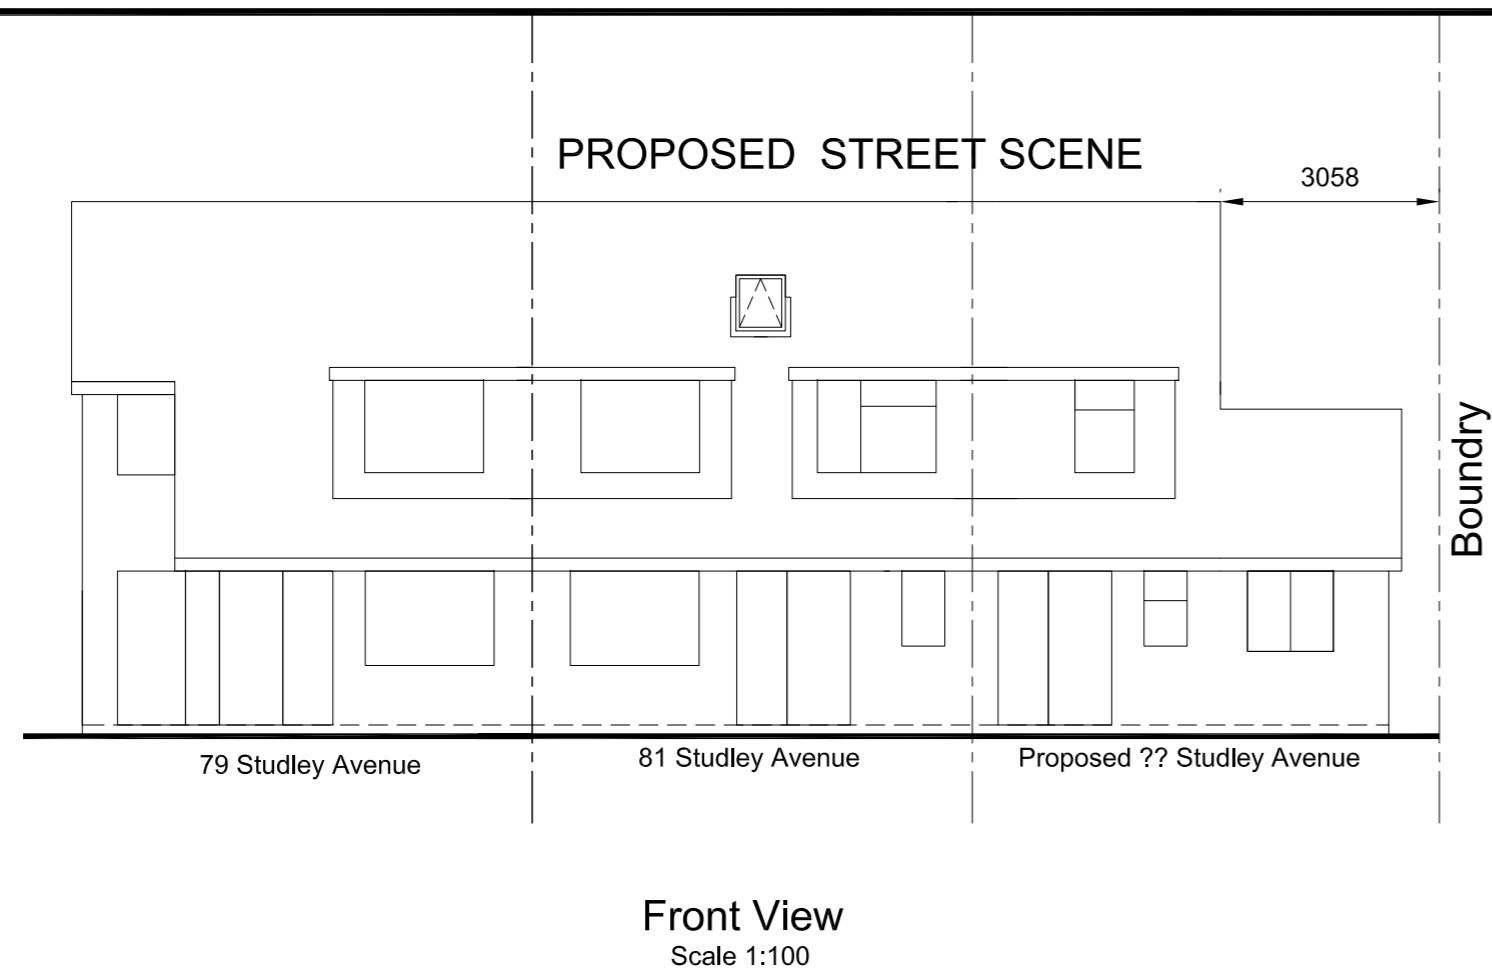 PROPOSED STREET SCENE
3058
Boundry
79 Studley Avenue
81 Studley Avenue
Proposed ?? Studley Avenue
Front View
Scale 1:100